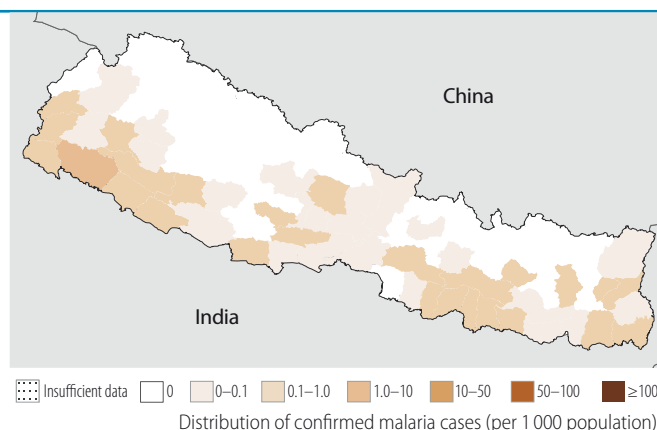 China
India
Insufficient data 0 0–0.1 0.1–1.0 1.0–10 10–50 50–100 ≥100
Distribution of confirmed malaria cases (per 1 000 population)